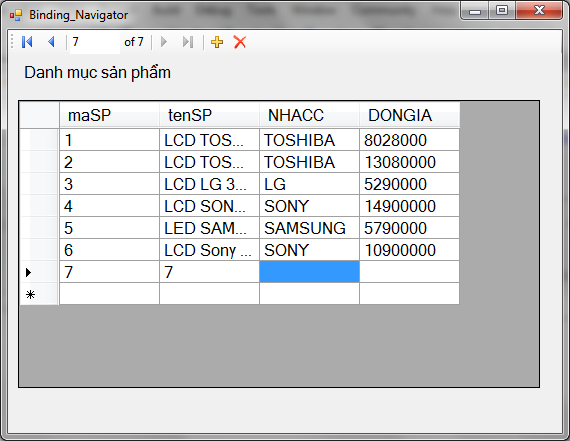 Binding_Navigator
7 of 7
Danh mục sản phẩm
maSP tenSP NHACC DONGIA
1 LCD TOS... TOSHIBA 8028000
2 LCD TOS... TOSHIBA 13080000
3 LCD LG 3... LG 5290000
4 LCD SON... SONY 14900000
5 LED SAM... SAMSUNG 5790000
6 LCD Sony ... SONY 10900000
7 7